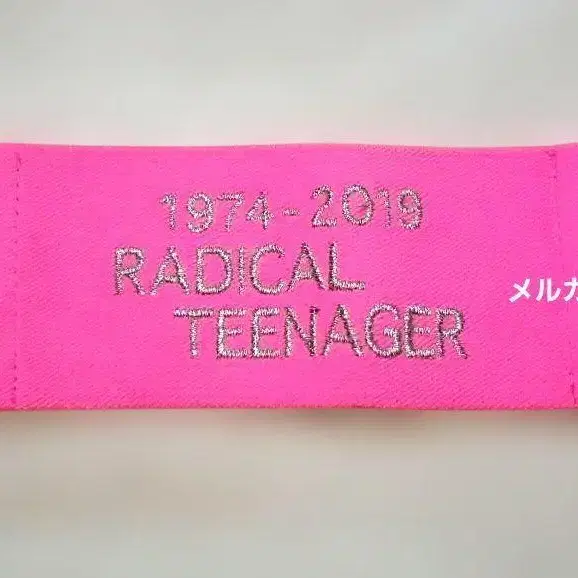 1974-2019
RADICAL
TEENAGER
メルカ